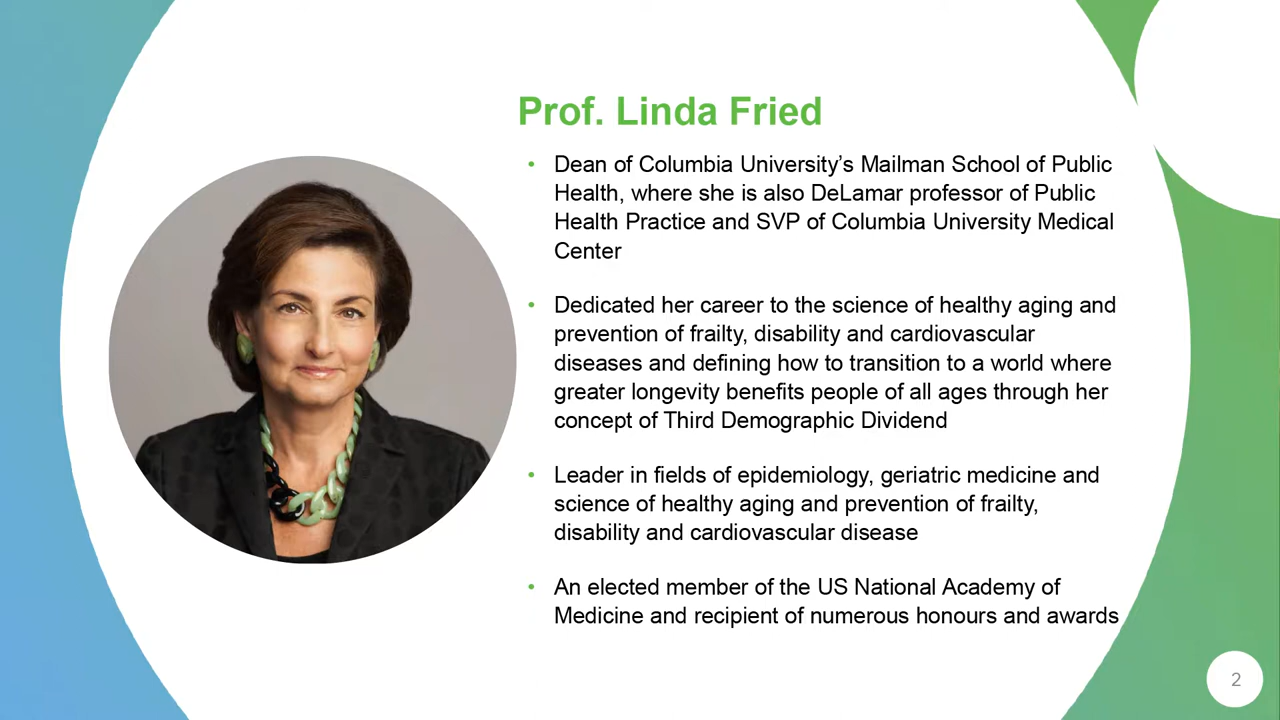 Prof. Linda Fried
• Dean of Columbia University’s Mailman School of Public
Health, where she is also DeLamar professor of Public
Health Practice and SVP of Columbia University Medical
Center
• Dedicated her career to the science of healthy aging and
prevention of frailty, disability and cardiovascular
diseases and defining how to transition to a world where
greater longevity benefits people of all ages through her
concept of Third Demographic Dividend
• Leader in fields of epidemiology, geriatric medicine and
science of healthy aging and prevention of frailty,
disability and cardiovascular disease
• An elected member of the US National Academy of
Medicine and recipient of numerous honours and awards
2